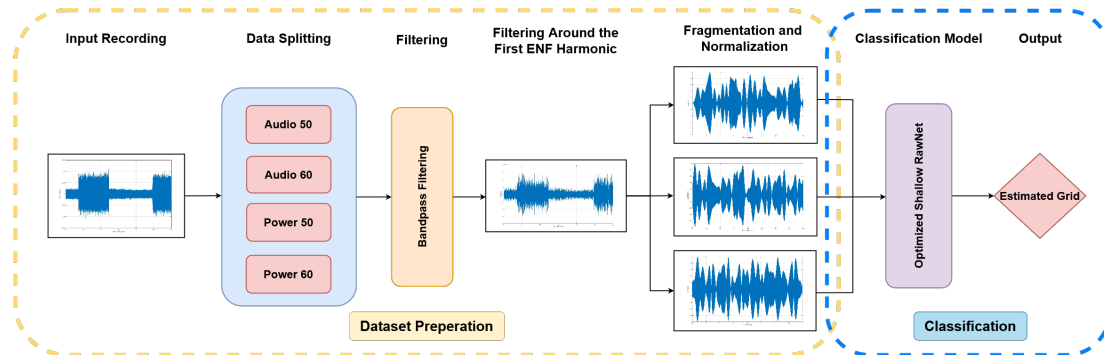 Input Recording
Data Splitting
Filtering
Filtering Around the
First ENF Harmonic
Fragmentation and
Normalization
Classification Model
Output
Audio 50
Audio 60
Power 50
Power 60
Bandpass Filtering
Optimized Shallow RawNet
Estimated Grid
Dataset Preperation
Classification